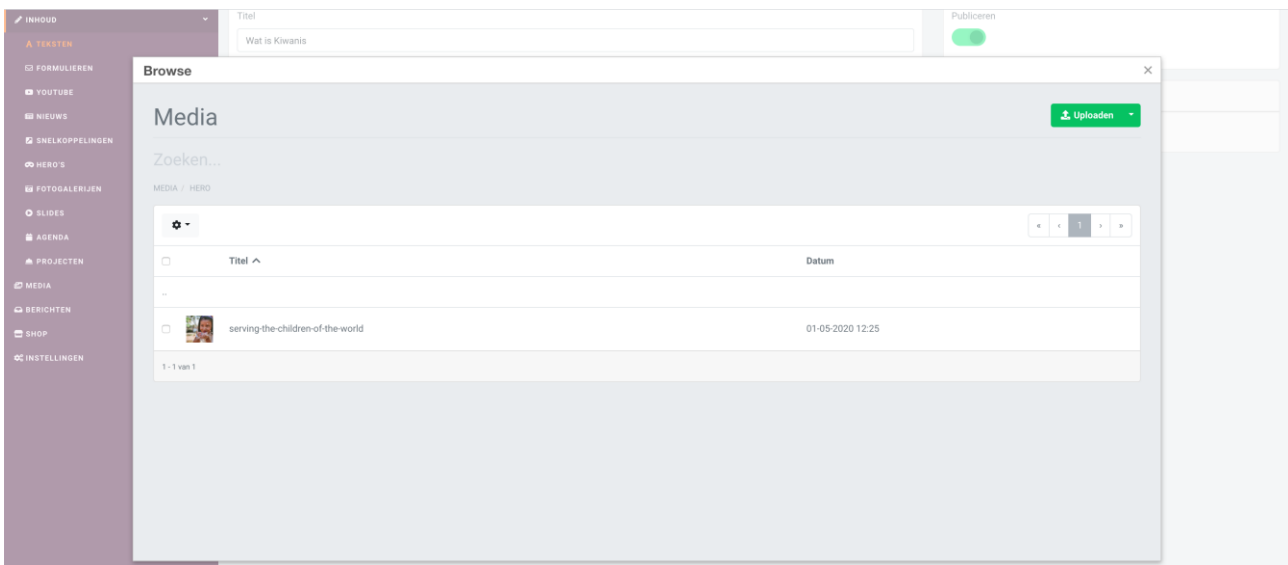 INHOUD
TEKSTEN
FORMULIEREN
YOUTUBE
NIEUWS
SNELKOPPELINGEN
HERO'S
FOTOGALERIJEN
SLIDES
AGENDA
PROJECTEN
MEDIA
BERICHTEN
SHOP
INSTELLINGEN
Titel
Wat is Kiwanis
Publiceren
Browse
Media
Uploaden
Zoeken...
MEDIA / HERO
« ‹ 1 › »
Titel Datum
..
serving-the-children-of-the-world 01-05-2020 12:25
1 - 1 van 1